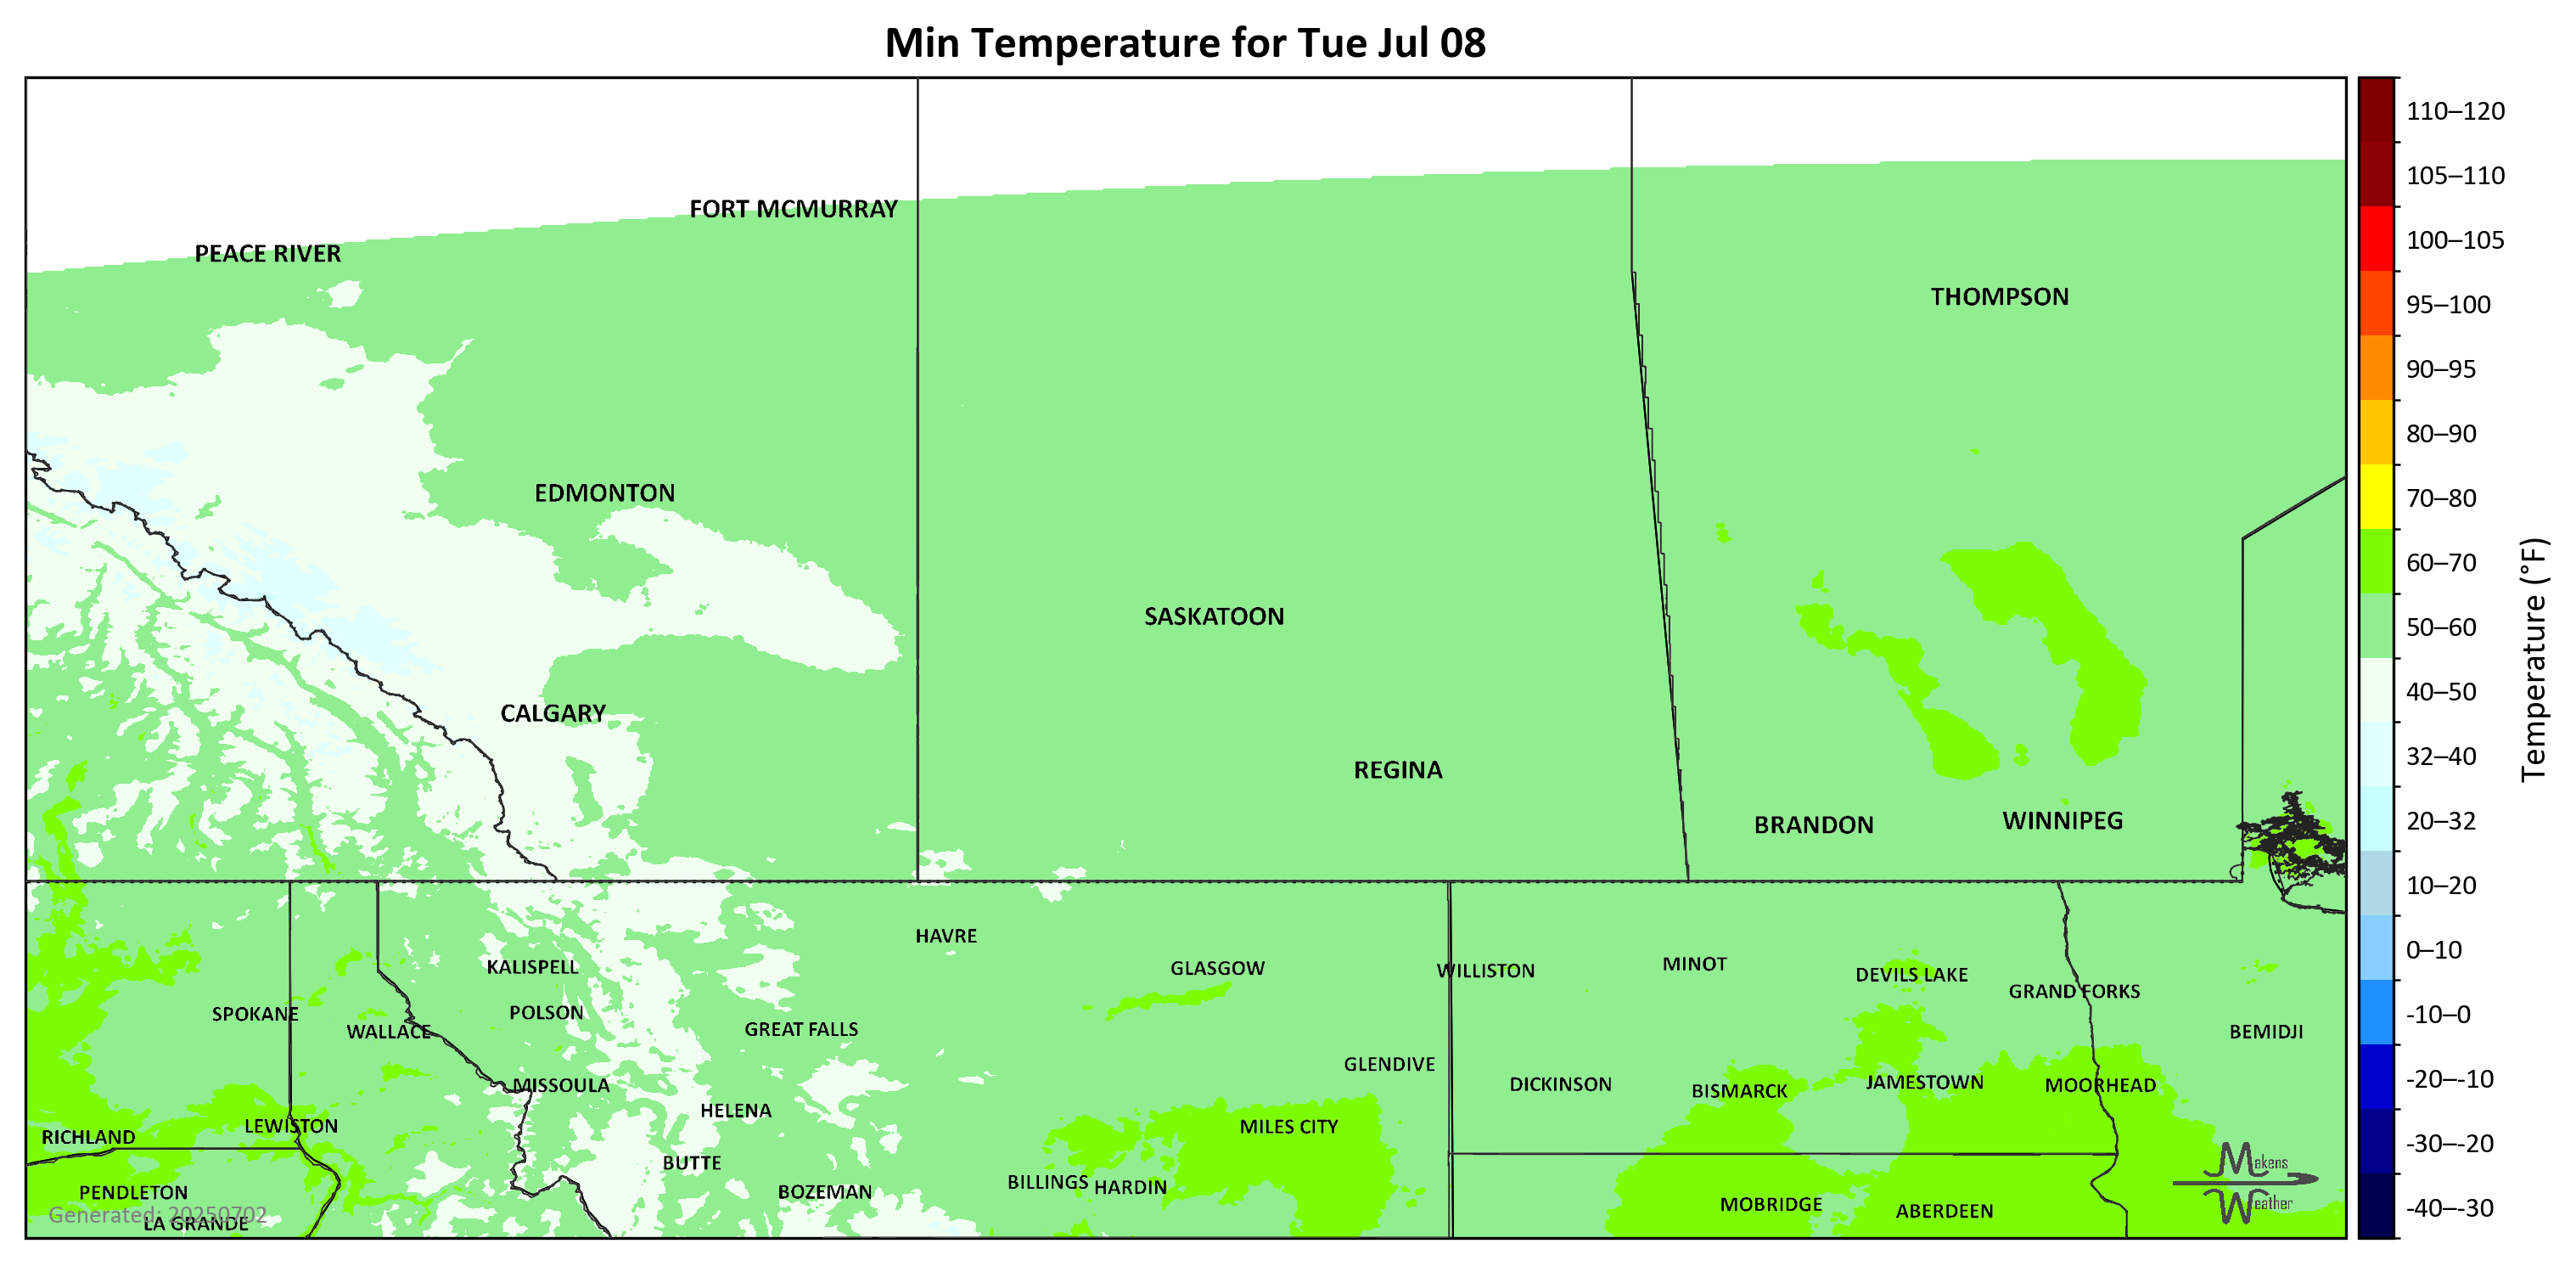 Min Temperature for Tue Jul 08
110–120
105–110
FORT MCMURRAY
100–105
PEACE RIVER
THOMPSON
95–100
90–95
80–90
EDMONTON
70–80
60–70
SASKATOON
50–60
Temperature (°F)
CALGARY
40–50
REGINA
32–40
BRANDON
WINNIPEG
20–32
10–20
HAVRE
0–10
KALISPELL
GLASGOW
WILLISTON
MINOT
DEVILS LAKE
GRAND FORKS
SPOKANE
POLSON
-10–0
WALLACE
GREAT FALLS
BEMIDJI
GLENDIVE
-20–-10
MISSOULA
DICKINSON
BISMARCK
JAMESTOWN
MOORHEAD
HELENA
LEWISTON
MILES CITY
RICHLAND
-30–-20
BUTTE
Makens
Weather
PENDLETON
BOZEMAN
BILLINGS
HARDIN
MOBRIDGE
ABERDEEN
-40–-30
Generated: 20250702
LA GRANDE